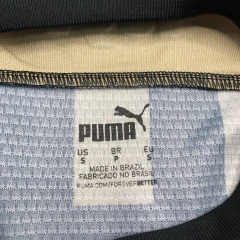 PUMA
US BR EU
S P S
MADE IN BRAZIL
FABRICADO NO BRASIL
PUMA.COM/FOREVERBETTER